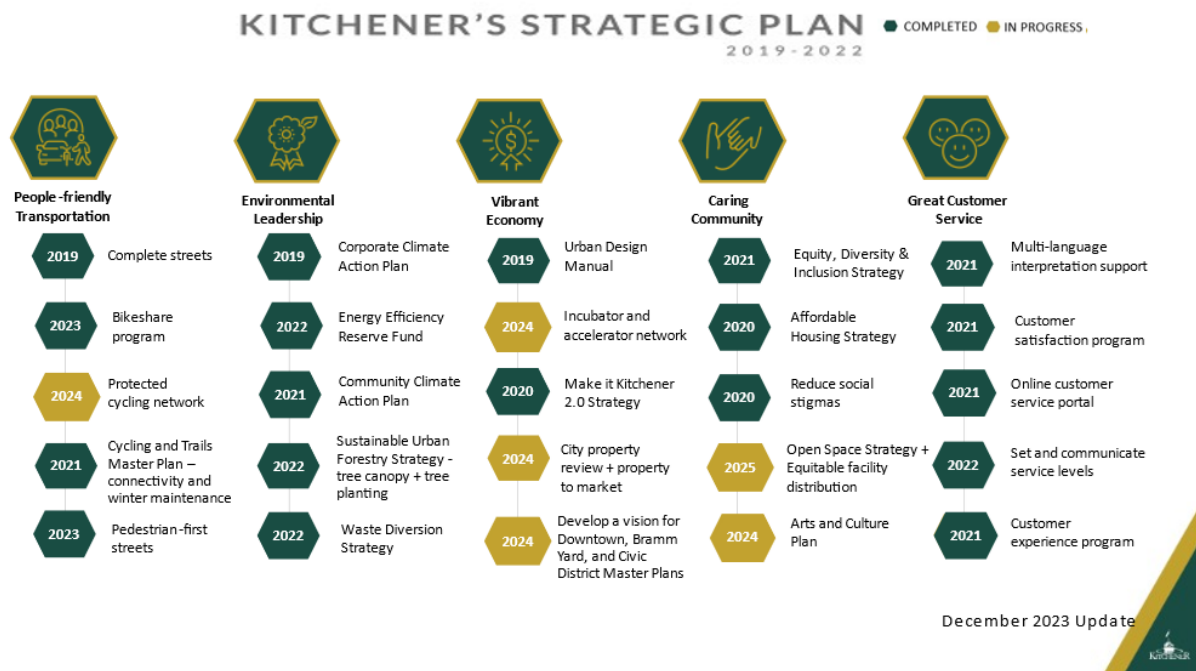 KITCHENER'S STRATEGIC PLAN
2019-2022
COMPLETED
IN PROGRESS
People-friendly
Transportation
2019
Complete streets
2023
Bikeshare
program
2024
Protected
cycling network
2021
Cycling and Trails
Master Plan –
connectivity and
winter maintenance
2023
Pedestrian-first
streets
Environmental
Leadership
2019
Corporate Climate
Action Plan
2022
Energy Efficiency
Reserve Fund
2021
Community Climate
Action Plan
2022
Sustainable Urban
Forestry Strategy -
tree canopy + tree
planting
2022
Waste Diversion
Strategy
Vibrant
Economy
2019
Urban Design
Manual
2024
Incubator and
accelerator network
2020
Make it Kitchener
2.0 Strategy
2024
City property
review + property
to market
2024
Develop a vision for
Downtown, Bramm
Yard, and Civic
District Master Plans
Caring
Community
2021
Equity, Diversity &
Inclusion Strategy
2020
Affordable
Housing Strategy
2020
Reduce social
stigmas
2025
Open Space Strategy +
Equitable facility
distribution
2024
Arts and Culture
Plan
Great Customer
Service
2021
Multi-language
interpretation support
2021
Customer
satisfaction program
2021
Online customer
service portal
2022
Set and communicate
service levels
2021
Customer
experience program
December 2023 Update
KITCHENER